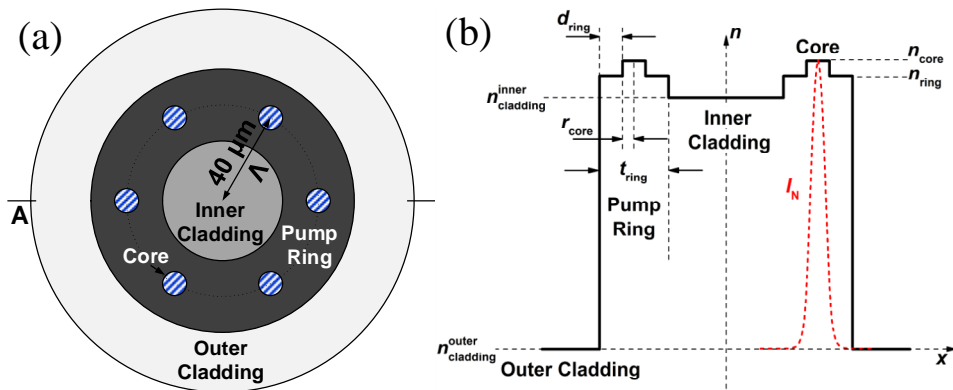 (a)
40 µm
V
A
Inner
Cladding
Pump
Ring
Core
Outer
Cladding
(b)
d_ring
n
Core
n_core
n_ring
n_cladding^inner
Inner
Cladding
r_core
t_ring
Pump
Ring
I_N
n_cladding^outer
Outer Cladding
x